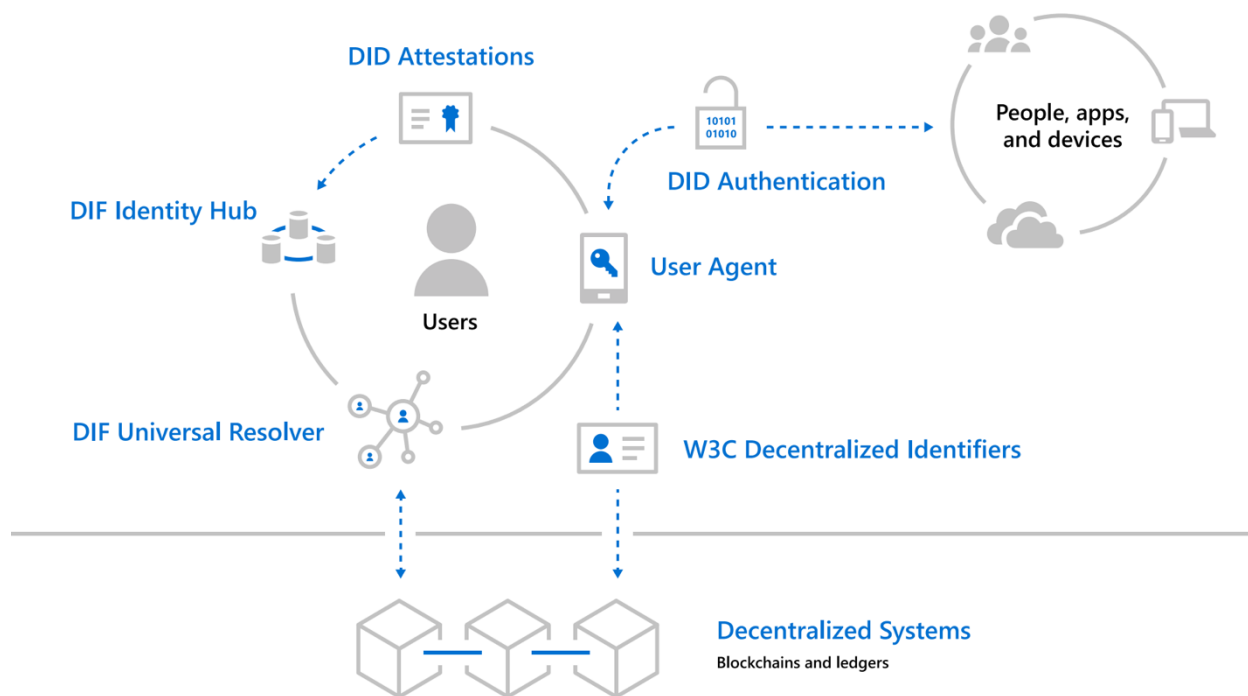 DID Attestations
10101
01010
People, apps,
and devices
DID Authentication
DIF Identity Hub
User Agent
Users
DIF Universal Resolver
W3C Decentralized Identifiers
Decentralized Systems
Blockchains and ledgers